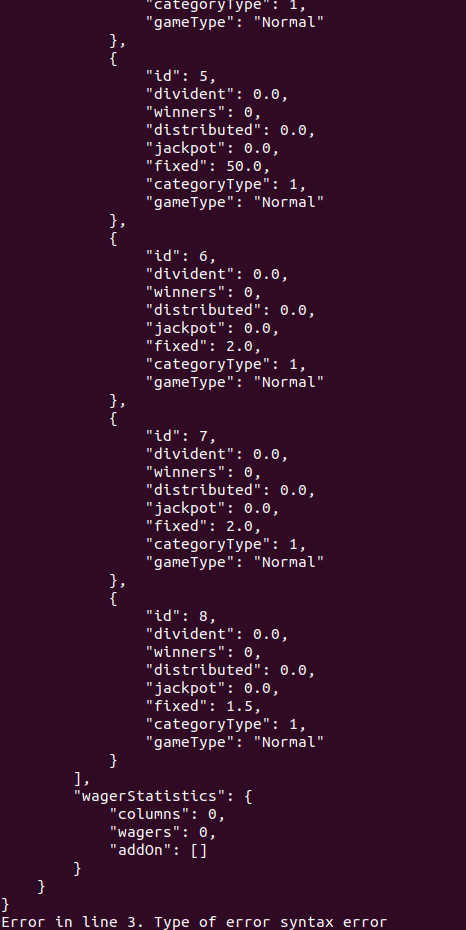 "categoryType": 1,
"gameType": "Normal"
},
{
"id": 5,
"divident": 0.0,
"winners": 0,
"distributed": 0.0,
"jackpot": 0.0,
"fixed": 50.0,
"categoryType": 1,
"gameType": "Normal"
},
{
"id": 6,
"divident": 0.0,
"winners": 0,
"distributed": 0.0,
"jackpot": 0.0,
"fixed": 2.0,
"categoryType": 1,
"gameType": "Normal"
},
{
"id": 7,
"divident": 0.0,
"winners": 0,
"distributed": 0.0,
"jackpot": 0.0,
"fixed": 2.0,
"categoryType": 1,
"gameType": "Normal"
},
{
"id": 8,
"divident": 0.0,
"winners": 0,
"distributed": 0.0,
"jackpot": 0.0,
"fixed": 1.5,
"categoryType": 1,
"gameType": "Normal"
}
],
"wagerStatistics": {
"columns": 0,
"wagers": 0,
"addOn": []
}
}
}
Error in line 3. Type of error syntax error